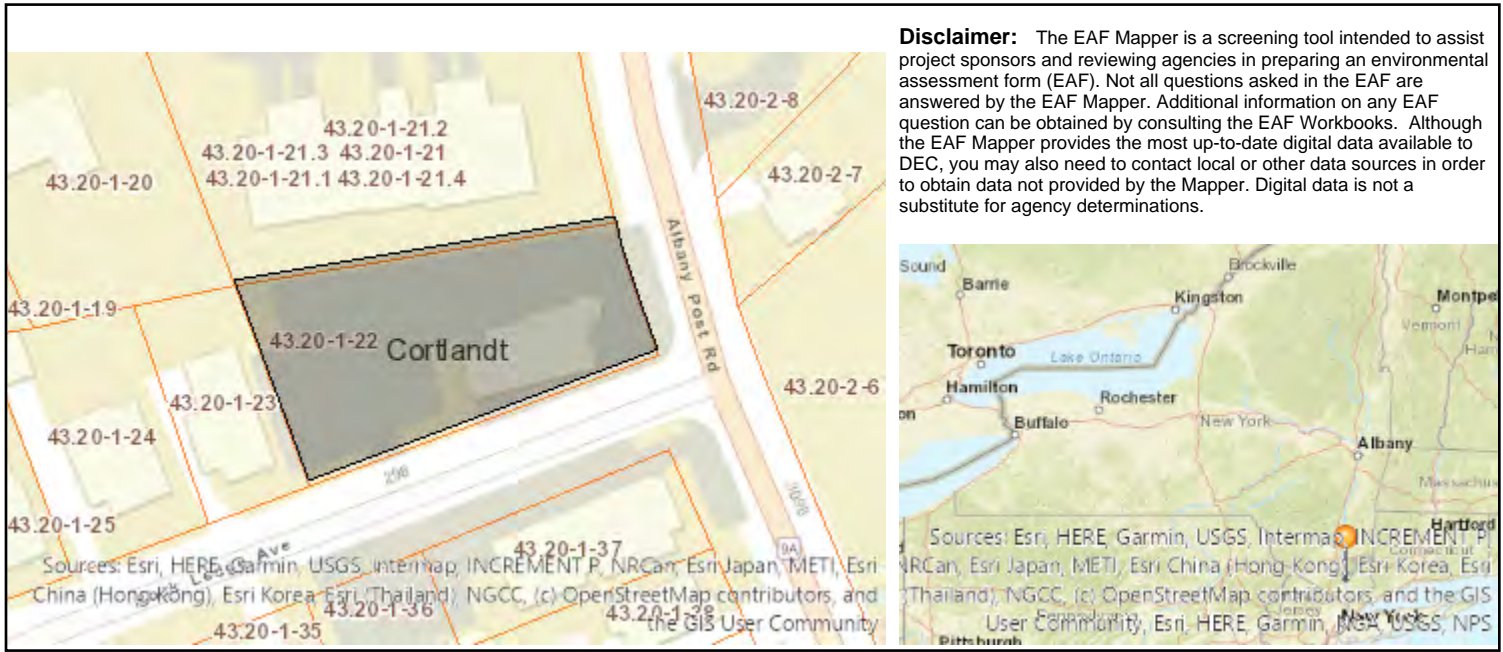 Disclaimer: The EAF Mapper is a screening tool intended to assist
project sponsors and reviewing agencies in preparing an environmental
assessment form (EAF). Not all questions asked in the EAF are
answered by the EAF Mapper. Additional information on any EAF
question can be obtained by consulting the EAF Workbooks. Although
the EAF Mapper provides the most up-to-date digital data available to
DEC, you may also need to contact local or other data sources in order
to obtain data not provided by the Mapper. Digital data is not a
substitute for agency determinations.
43.20-2-8
43.20-1-21.2
43.20-1-21.3 43.20-1-21
43.20-1-21.1 43.20-1-21.4
43.20-1-20
43.20-2-7
Albany Post Rd
43.20-1-19
43.20-1-22
Cortlandt
43.20-2-6
43.20-1-23
43.20-1-24
298
43.20-1-25
9A
43.20-1-37
Ave
Sources: Esri, HERE, Garmin, USGS, Intermap, INCREMENT P, NRCan, Esri Japan, METI, Esri
China (Hong Kong), Esri Korea, Esri (Thailand), NGCC, (c) OpenStreetMap contributors, and
the GIS User Community
43.20-1-36
43.20-1-35
Sound
Barrie
Brockville
Kingston
Montpe
Vermont
Toronto
Lake Ontario
Ham
Hamilton
on
Rochester
Buffalo
New York
Albany
Massachus
Hartford
Connecticut
Sources: Esri, HERE, Garmin, USGS, Intermap, INCREMENT P,
NRCan, Esri Japan, METI, Esri China (Hong Kong), Esri Korea, Esri
(Thailand), NGCC, (c) OpenStreetMap contributors, and the GIS
User Community, Esri, HERE, Garmin, NGA, USGS, NPS
Pennsylvania
New York
Pittsburgh